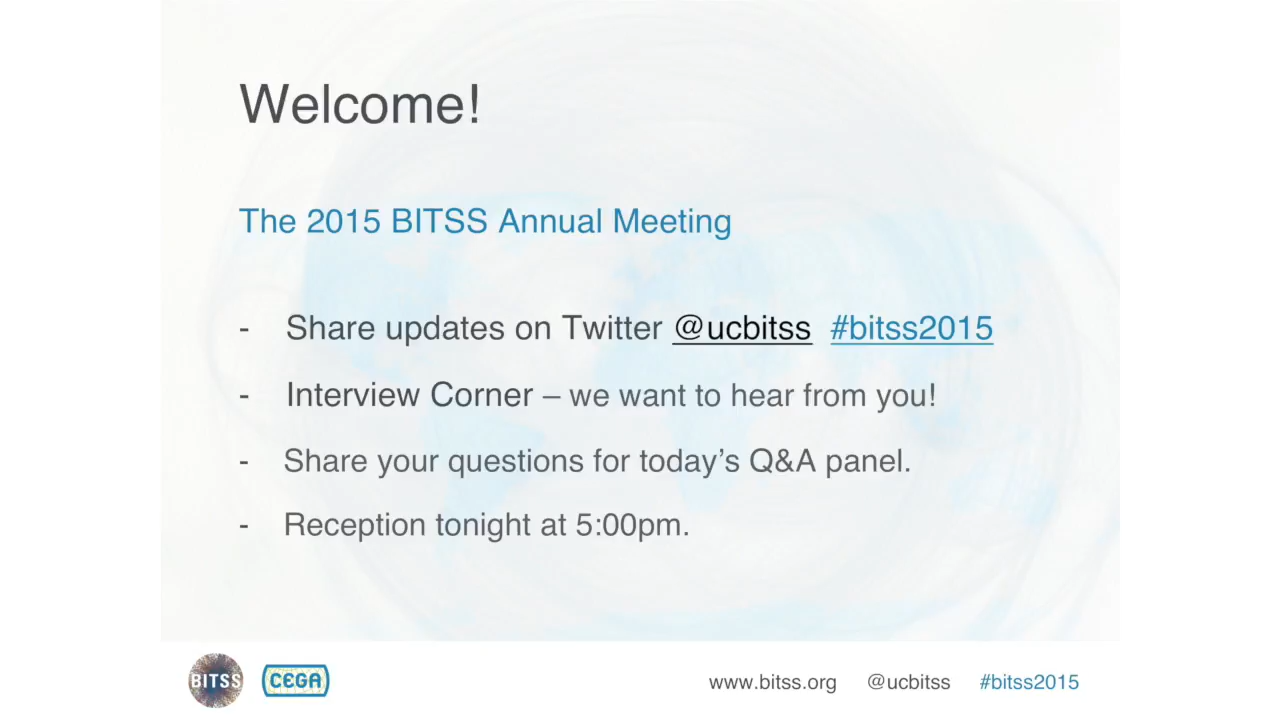 Welcome!
The 2015 BITSS Annual Meeting
- Share updates on Twitter @ucbitss #bitss2015
- Interview Corner – we want to hear from you!
- Share your questions for today’s Q&A panel.
- Reception tonight at 5:00pm.
BITSS CEGA www.bitss.org @ucbitss #bitss2015